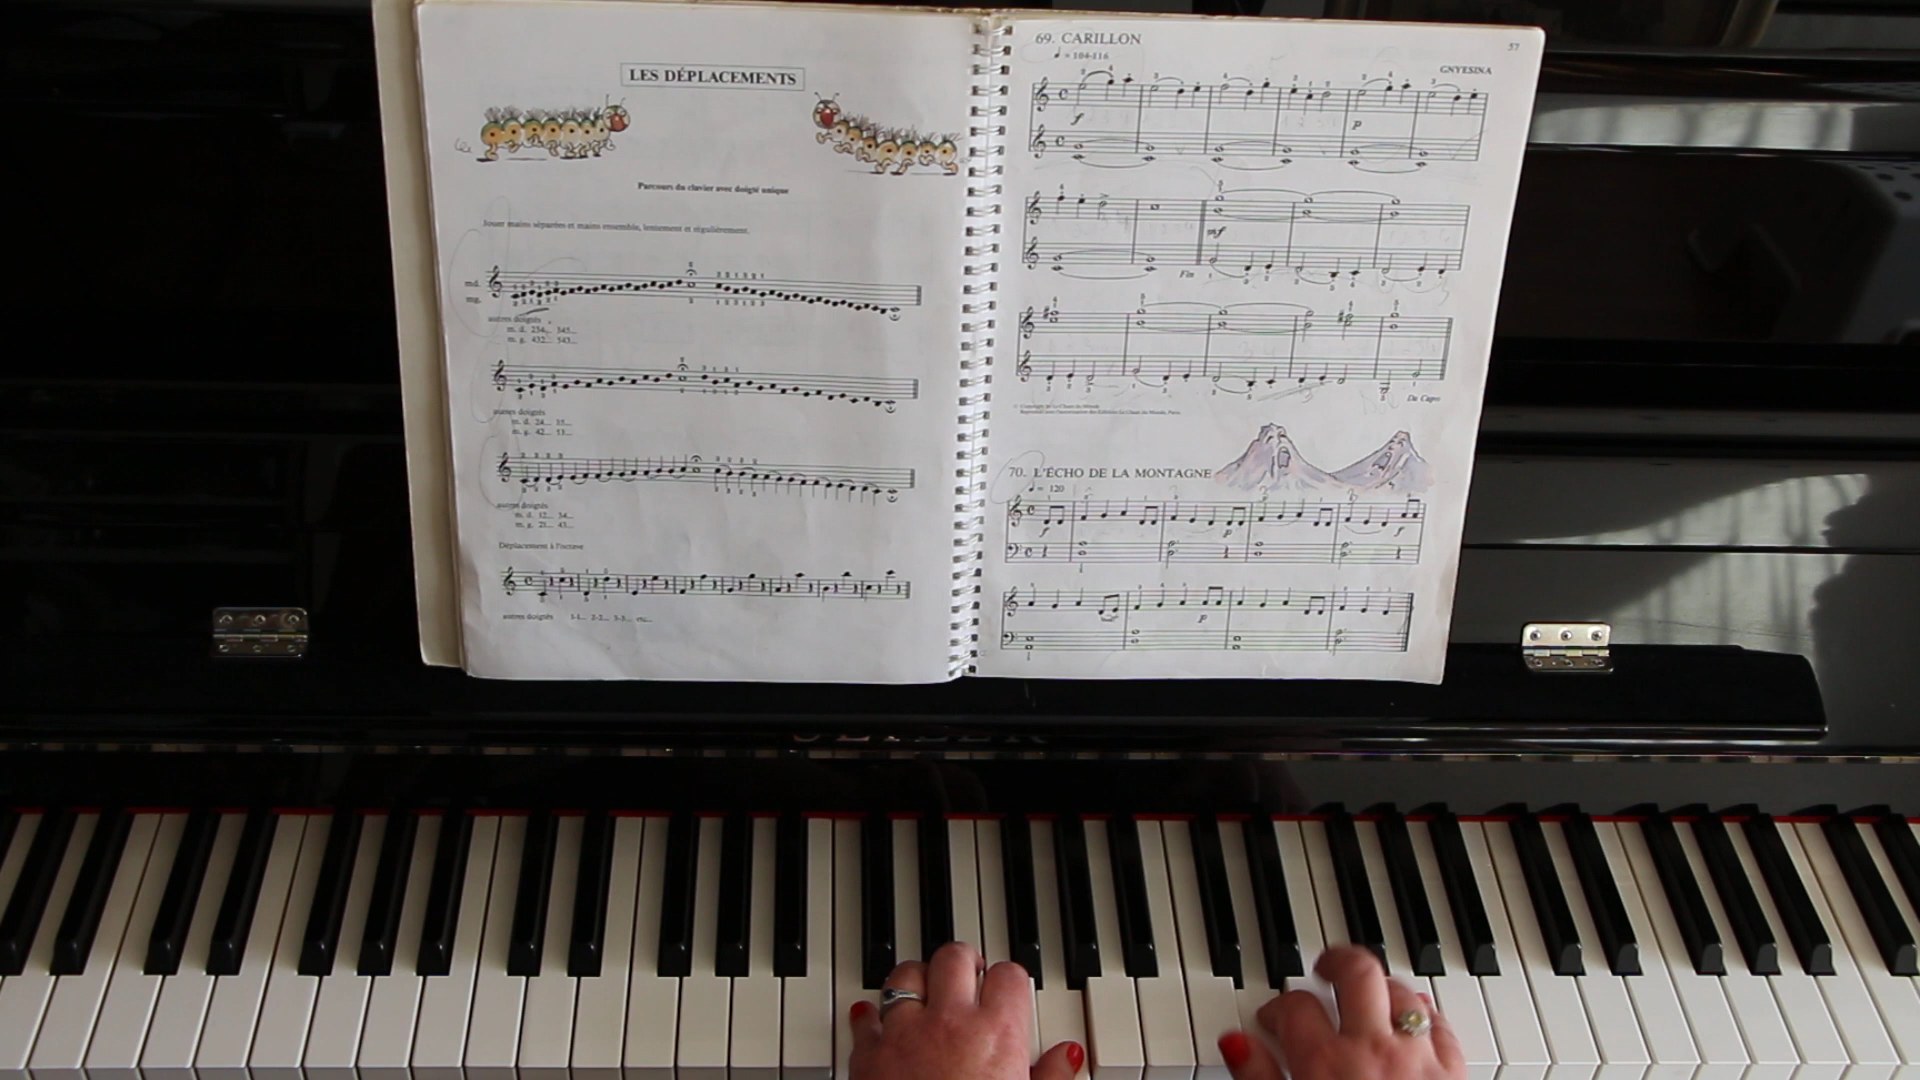 LES DÉPLACEMENTS
Parcours du clavier avec doigté unique
Jouer mains séparées et mains ensemble, lentement et régulièrement.
md.
mg.
autres doigtés
m. d. 234... 345...
m. g. 432... 543...
autres doigtés
m. d. 24... 35...
m. g. 42... 53...
autres doigtés
m. d. 12... 34...
m. g. 21... 43...
Déplacement à l'octave
autres doigtés 1-1... 2-2... 3-3... etc...
57
69. CARILLON
= 104-116
GNYESINA
f
p
mf
Fin
Da Capo
70. L'ÉCHO DE LA MONTAGNE
= 120
f
p
f
p